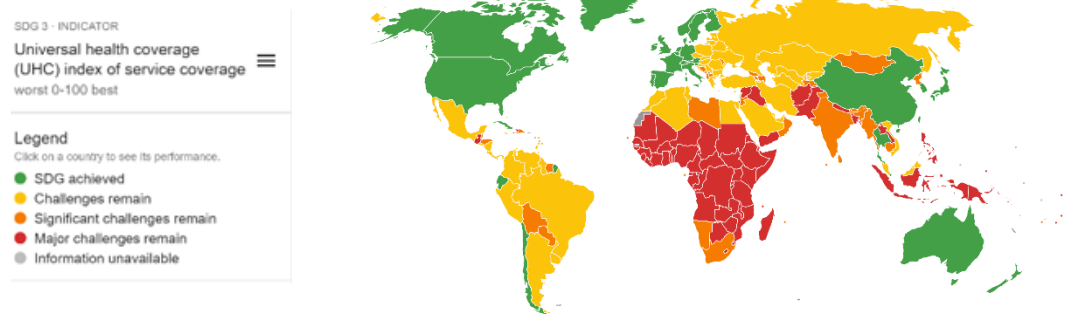 SDG 3 · INDICATOR
Universal health coverage
(UHC) index of service coverage
worst 0-100 best
Legend
Click on a country to see its performance.
SDG achieved
Challenges remain
Significant challenges remain
Major challenges remain
Information unavailable